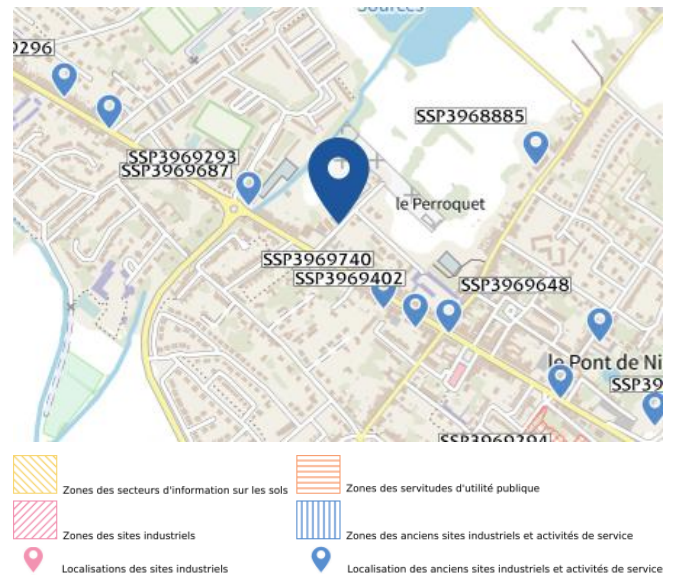 Sources
9296
SSP3968885
SSP3969293
SSP3969687
le Perroquet
SSP3969740
SSP3969402
SSP3969648
le Pont de Ni
SSP39
SSP3969294
Zones des secteurs d'information sur les sols
Zones des servitudes d'utilité publique
Zones des sites industriels
Zones des anciens sites industriels et activités de service
Localisations des sites industriels
Localisation des anciens sites industriels et activités de service